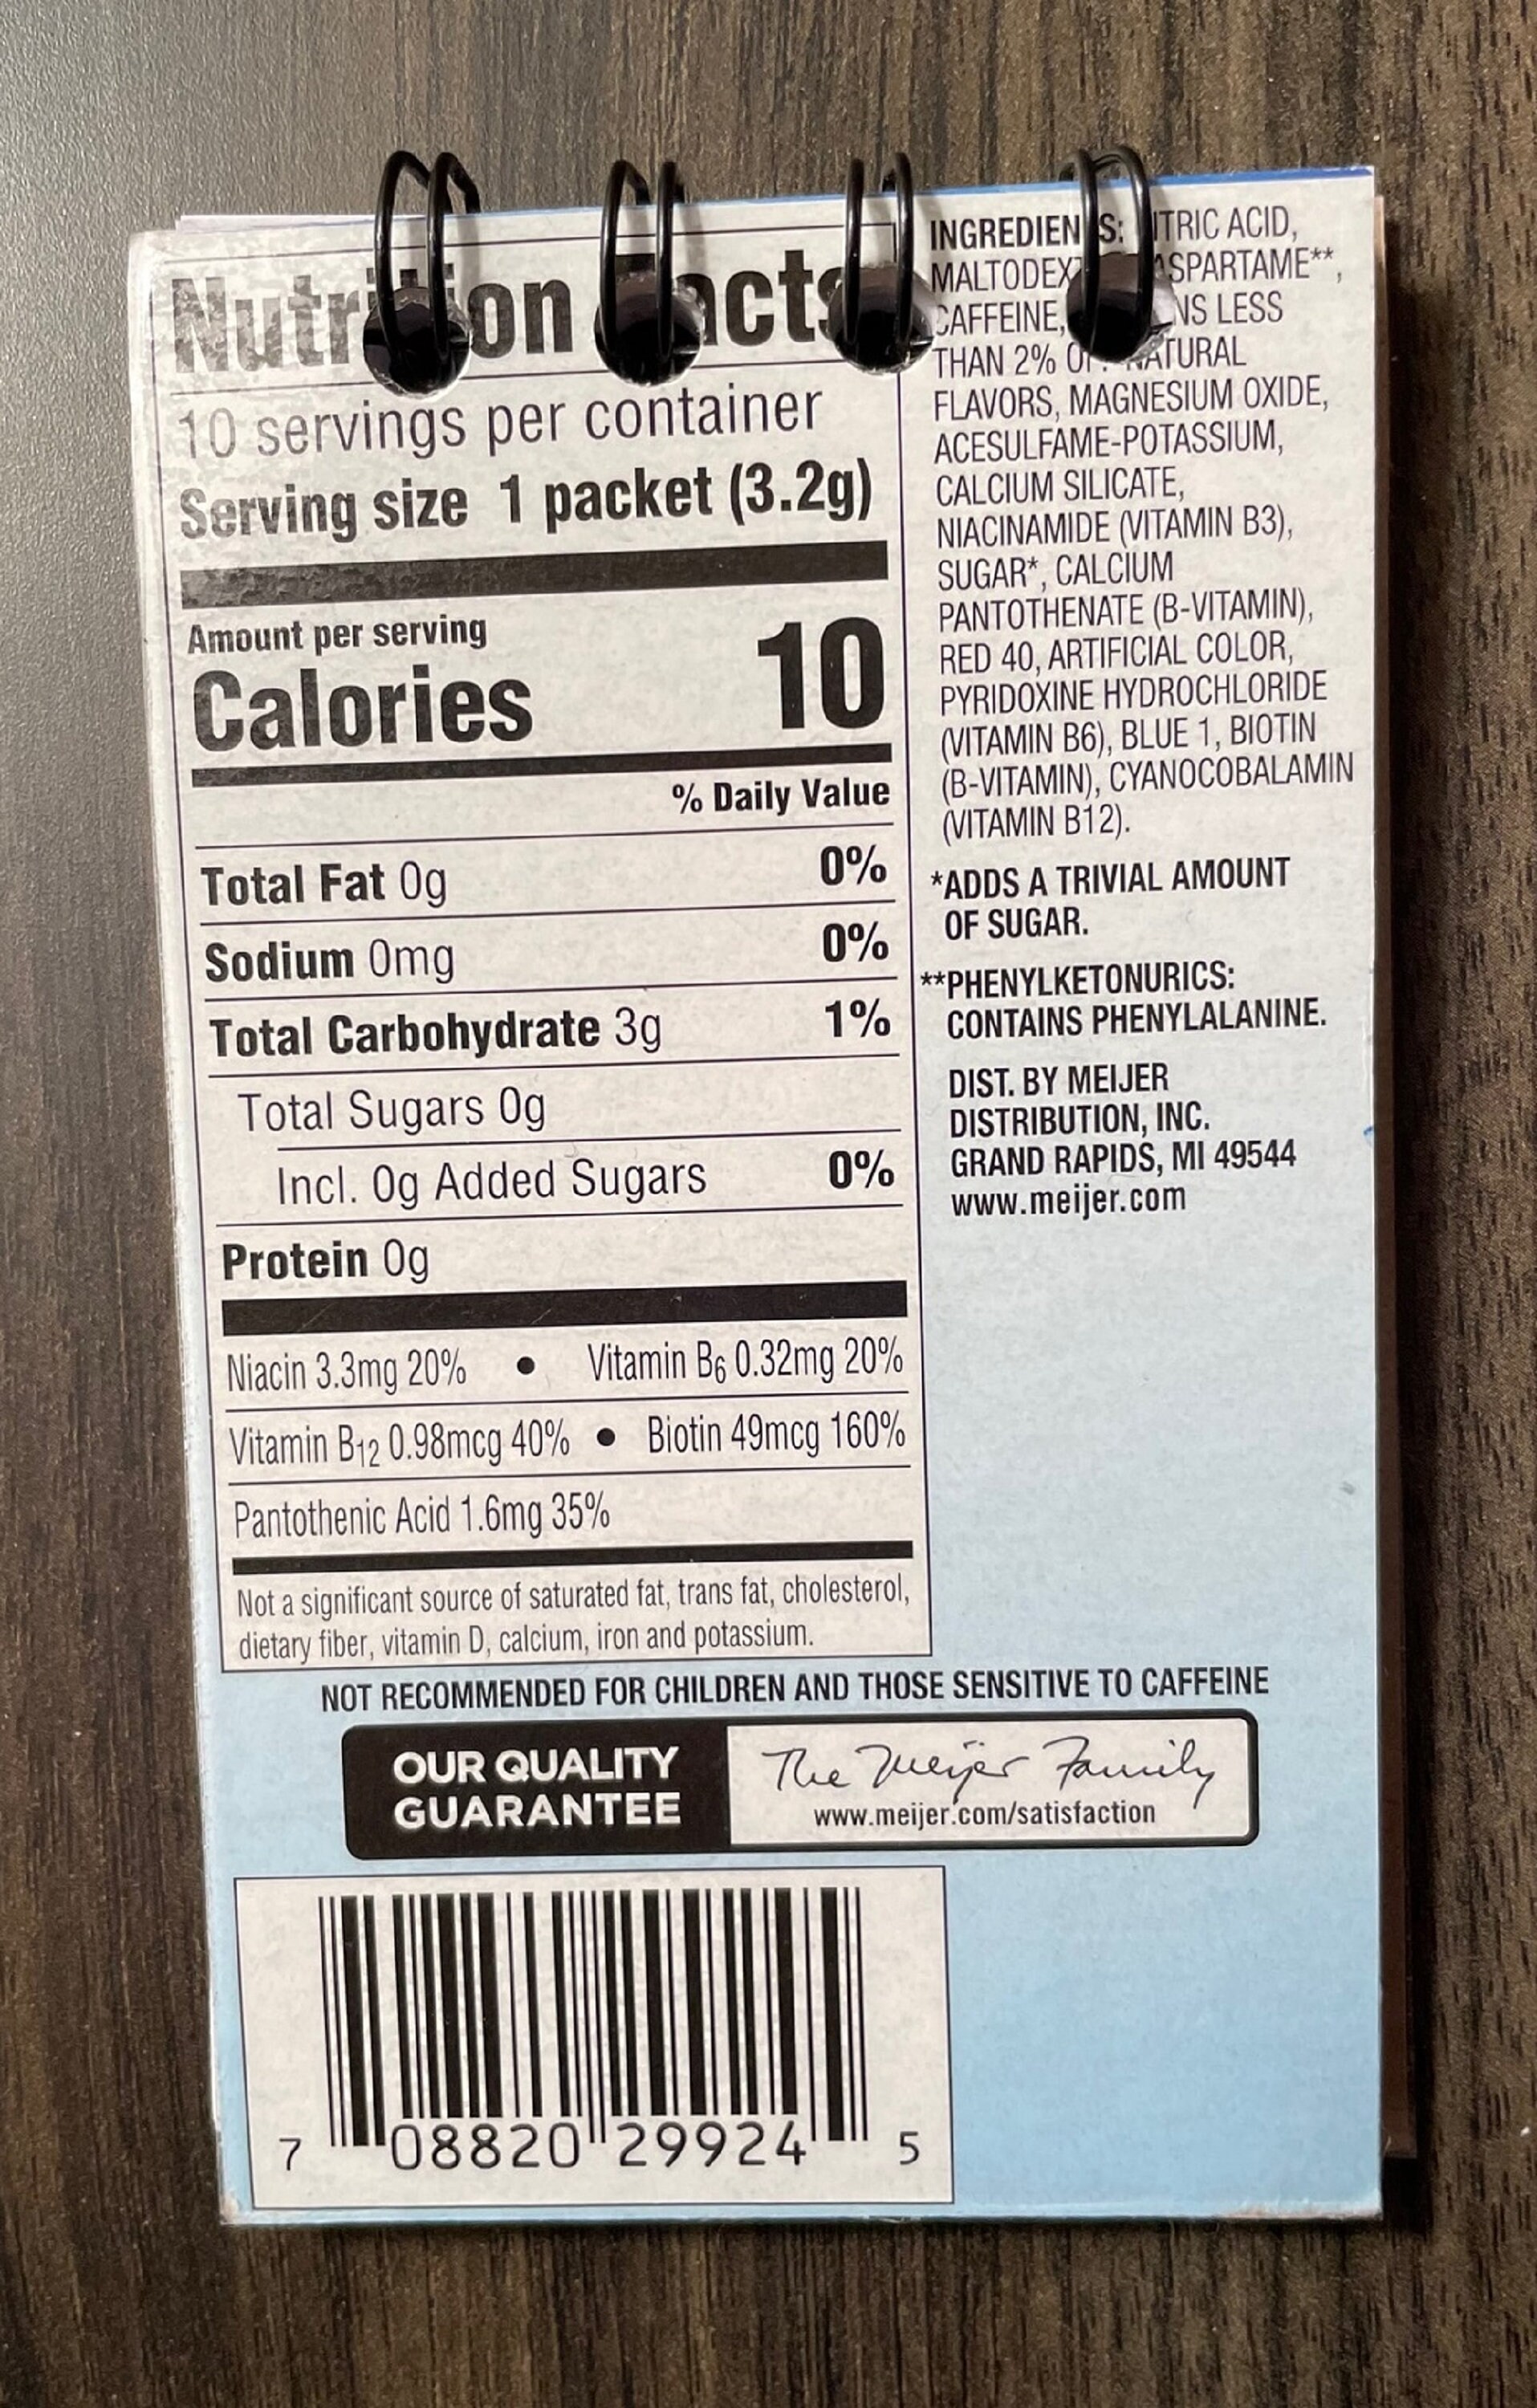 Nutrition Facts
10 servings per container
Serving size 1 packet (3.2g)
Amount per serving
Calories 10
% Daily Value
Total Fat 0g 0%
Sodium 0mg 0%
Total Carbohydrate 3g 1%
Total Sugars 0g
Incl. 0g Added Sugars 0%
Protein 0g
Niacin 3.3mg 20% • Vitamin B6 0.32mg 20%
Vitamin B12 0.98mcg 40% • Biotin 49mcg 160%
Pantothenic Acid 1.6mg 35%
Not a significant source of saturated fat, trans fat, cholesterol,
dietary fiber, vitamin D, calcium, iron and potassium.
INGREDIENTS: CITRIC ACID,
ASPARTAME**,
CAFFEINE, LESS
THAN 2% OF: NATURAL
FLAVORS, MAGNESIUM OXIDE,
ACESULFAME-POTASSIUM,
CALCIUM SILICATE,
NIACINAMIDE (VITAMIN B3),
SUGAR*, CALCIUM
PANTOTHENATE (B-VITAMIN),
RED 40, ARTIFICIAL COLOR,
PYRIDOXINE HYDROCHLORIDE
(VITAMIN B6), BLUE 1, BIOTIN
(B-VITAMIN), CYANOCOBALAMIN
(VITAMIN B12).
*ADDS A TRIVIAL AMOUNT
OF SUGAR.
**PHENYLKETONURICS:
CONTAINS PHENYLALANINE.
DIST. BY MEIJER
DISTRIBUTION, INC.
GRAND RAPIDS, MI 49544
www.meijer.com
NOT RECOMMENDED FOR CHILDREN AND THOSE SENSITIVE TO CAFFEINE
OUR QUALITY
GUARANTEE
The Meijer Family
www.meijer.com/satisfaction
7 08820 29924 5